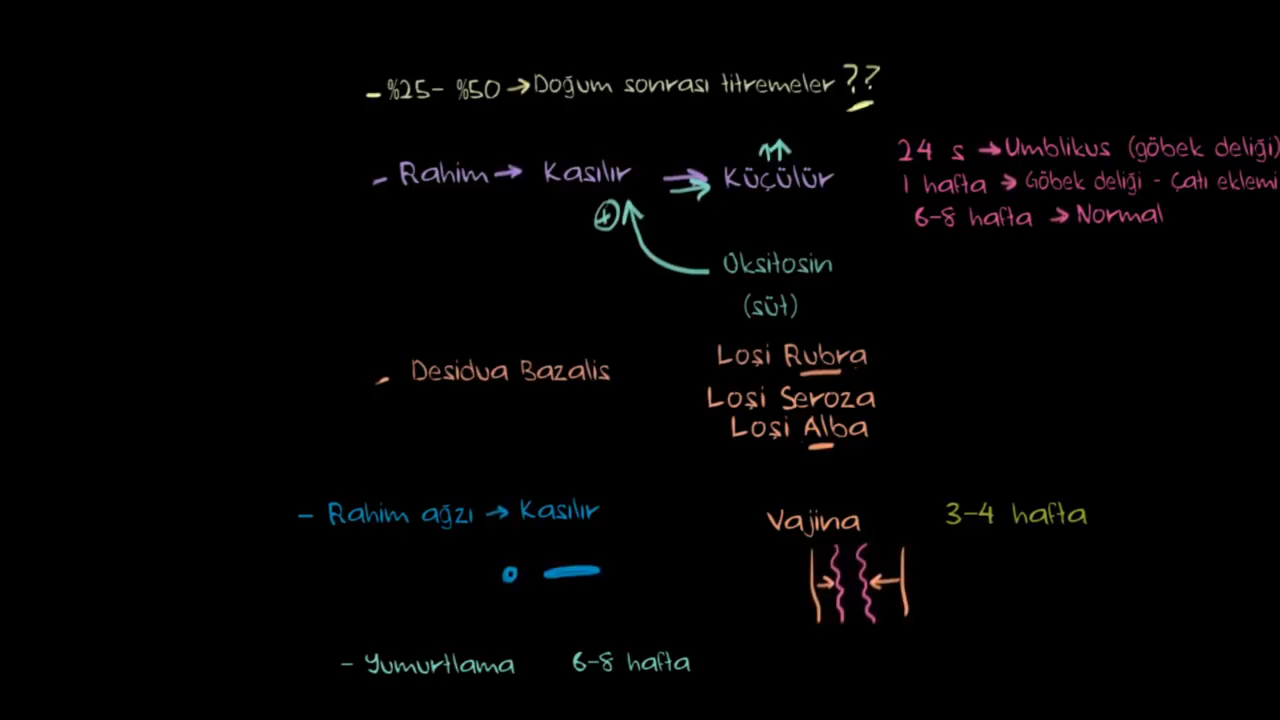 - %25- %50 → Doğum sonrası titremeler ??
- Rahim → Kasılır → Küçülür
24 s → Umblikus (göbek deliği)
1 hafta → Göbek deliği - Çatı eklemi
6-8 hafta → Normal
+
Oksitosin
(süt)
- Desidua Bazalis
Loşi Rubra
Loşi Seroza
Loşi Alba
- Rahim ağzı → Kasılır
Vajina
3-4 hafta
- Yumurtlama 6-8 hafta